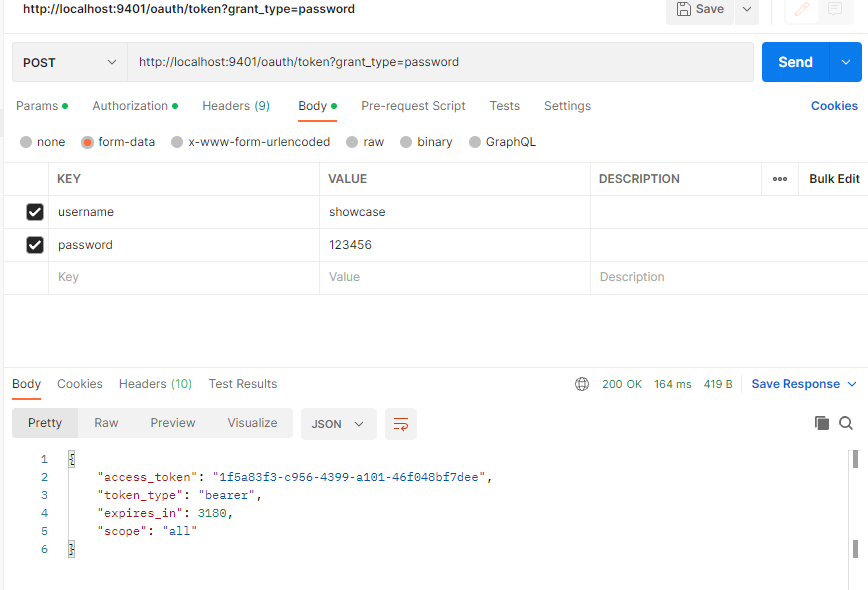 http://localhost:9401/oauth/token?grant_type=password
Save
POST
http://localhost:9401/oauth/token?grant_type=password
Send
Params
Authorization
Headers (9)
Body
Pre-request Script
Tests
Settings
Cookies
none
form-data
x-www-form-urlencoded
raw
binary
GraphQL
KEY VALUE DESCRIPTION ••• Bulk Edit
username showcase
password 123456
Key Value Description
Body Cookies Headers (10) Test Results 200 OK 164 ms 419 B Save Response
Pretty Raw Preview Visualize JSON
1 {
2 "access_token": "1f5a83f3-c956-4399-a101-46f048bf7dee",
3 "token_type": "bearer",
4 "expires_in": 3180,
5 "scope": "all"
6 }